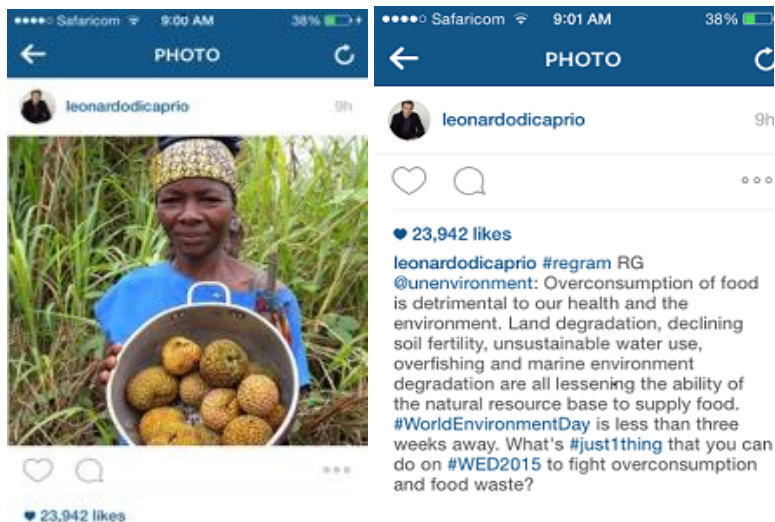 Safaricom 9:00 AM 38%
PHOTO
leonardodicaprio 9h
23,942 likes
Safaricom 9:01 AM 38%
PHOTO
leonardodicaprio 9h
23,942 likes
leonardodicaprio #regram RG
@unenvironment: Overconsumption of food
is detrimental to our health and the
environment. Land degradation, declining
soil fertility, unsustainable water use,
overfishing and marine environment
degradation are all lessening the ability of
the natural resource base to supply food.
#WorldEnvironmentDay is less than three
weeks away. What's #just1thing that you can
do on #WED2015 to fight overconsumption
and food waste?